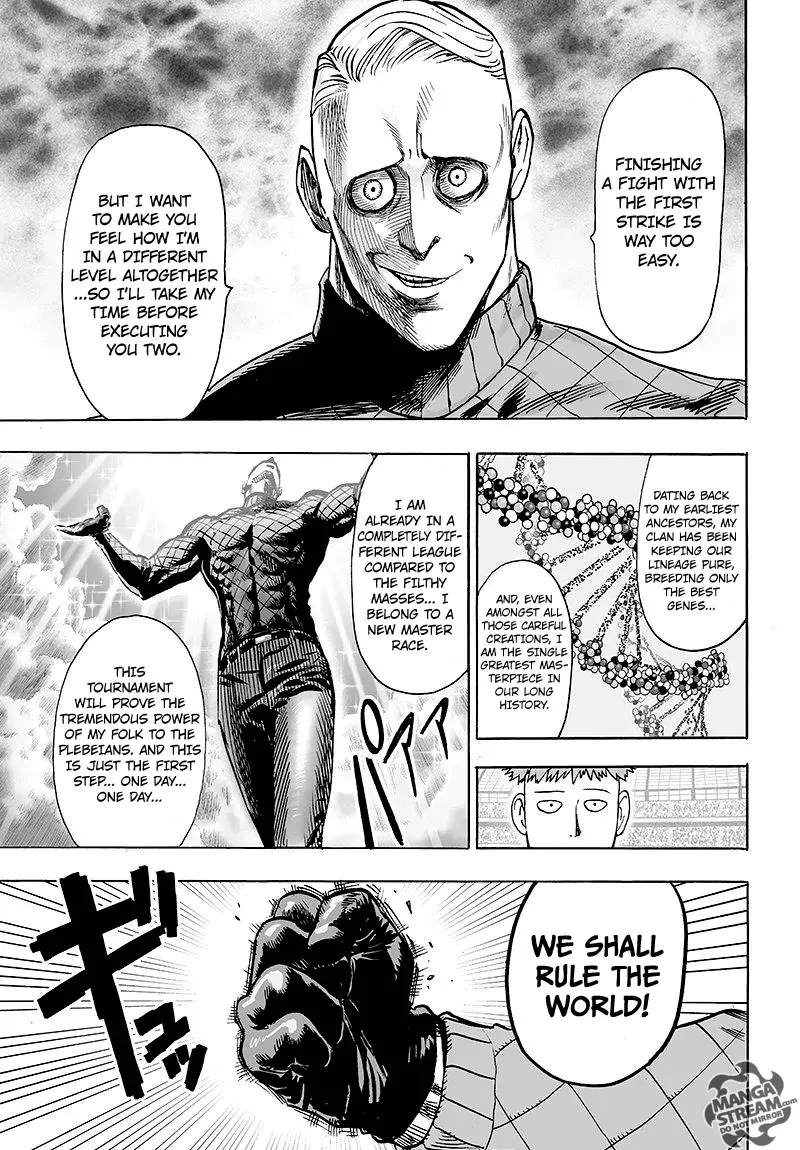 FINISHING
A FIGHT WITH
THE FIRST
STRIKE IS
WAY TOO
EASY.
BUT I WANT
TO MAKE YOU
FEEL HOW I'M
IN A DIFFERENT
LEVEL ALTOGETHER
...SO I'LL TAKE MY
TIME BEFORE
EXECUTING
YOU TWO.
DATING BACK
TO MY EARLIEST
ANCESTORS, MY
CLAN HAS BEEN
KEEPING OUR
LINEAGE PURE,
BREEDING ONLY
THE BEST
GENES...
AND, EVEN
AMONGST ALL
THOSE CAREFUL
CREATIONS, I
AM THE SINGLE
GREATEST MAS-
TERPIECE IN
OUR LONG
HISTORY.
I AM
ALREADY IN A
COMPLETELY DIF-
FERENT LEAGUE
COMPARED TO
THE FILTHY
MASSES... I
BELONG TO A
NEW MASTER
RACE.
パアァ
THIS
TOURNAMENT
WILL PROVE THE
TREMENDOUS POWER
OF MY FOLK TO THE
PLEBEIANS. AND THIS
IS JUST THE FIRST
STEP... ONE DAY...
ONE DAY...
WE SHALL
RULE THE
WORLD!
ギュッ
MANGA
STREAM.com
DO NOT MIRROR!